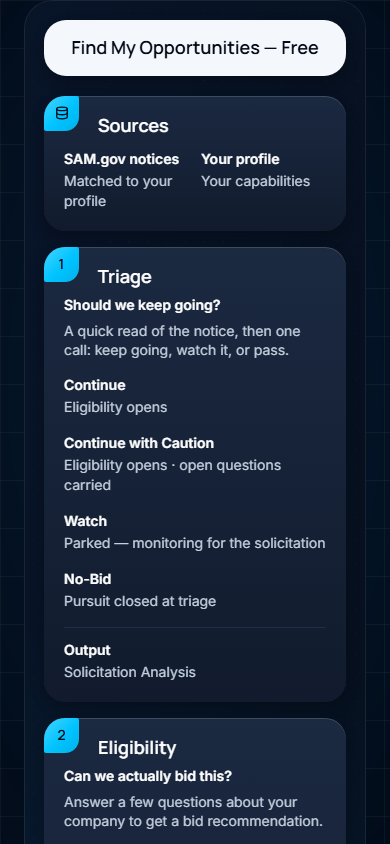 Find My Opportunities — Free
Sources
SAM.gov notices
Matched to your
profile
Your profile
Your capabilities
1
Triage
Should we keep going?
A quick read of the notice, then one
call: keep going, watch it, or pass.
Continue
Eligibility opens
Continue with Caution
Eligibility opens · open questions
carried
Watch
Parked — monitoring for the solicitation
No-Bid
Pursuit closed at triage
Output
Solicitation Analysis
2
Eligibility
Can we actually bid this?
Answer a few questions about your
company to get a bid recommendation.